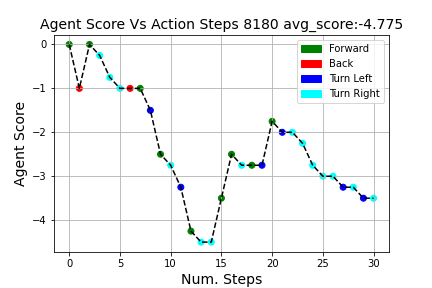 Agent Score Vs Action Steps 8180 avg_score:-4.775
Forward
Back
Turn Left
Turn Right
Agent Score
0
−1
−2
−3
−4
0 5 10 15 20 25 30
Num. Steps